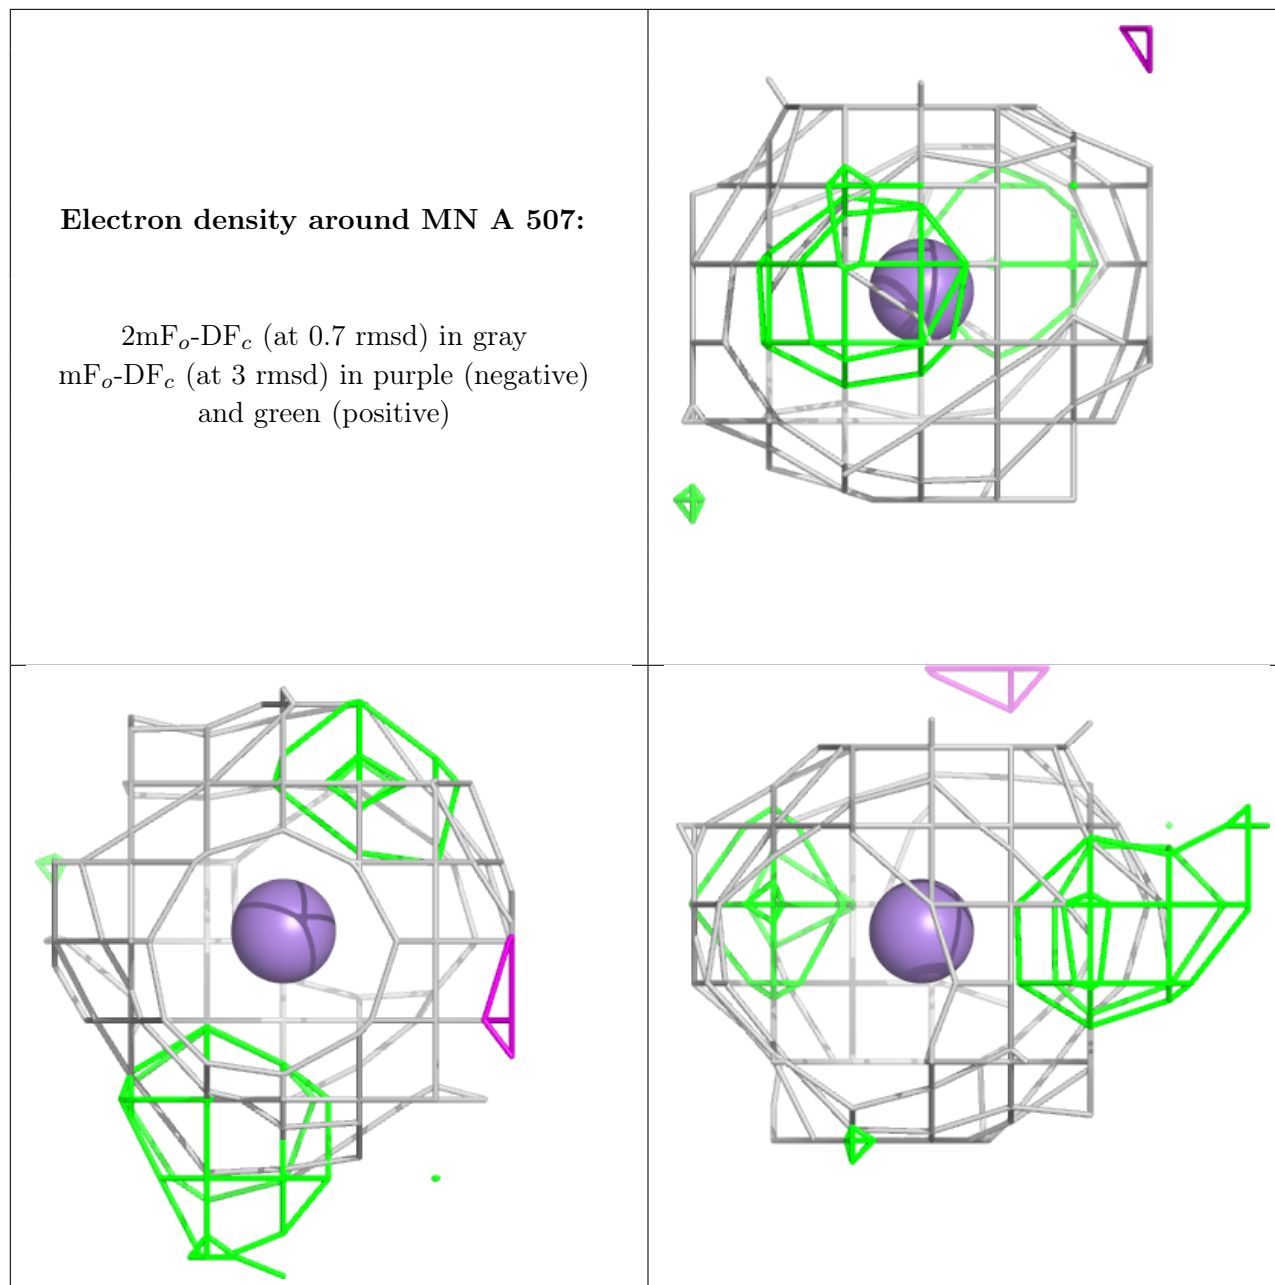 Electron density around MN A 507:
2mFo-DFc (at 0.7 rmsd) in gray
mFo-DFc (at 3 rmsd) in purple (negative)
and green (positive)